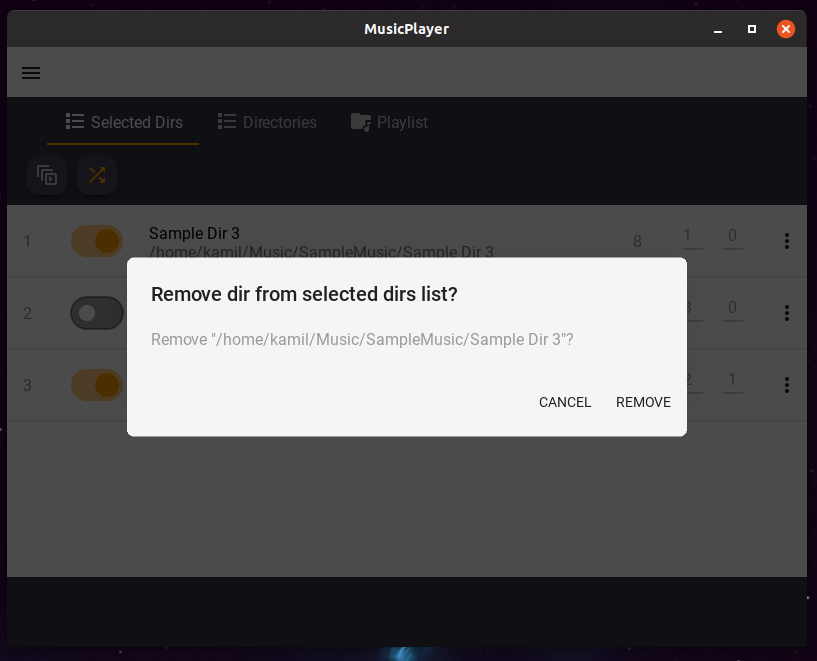 MusicPlayer
Selected Dirs
Directories
Playlist
1
Sample Dir 3
/home/kamil/Music/SampleMusic/Sample Dir 3
8
1
0
Remove dir from selected dirs list?
2
3
0
Remove "/home/kamil/Music/SampleMusic/Sample Dir 3"?
3
2
1
CANCEL
REMOVE